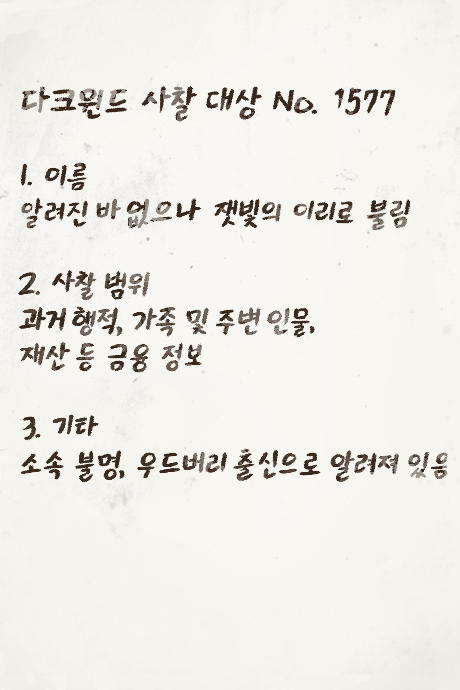 다크윈드 사찰 대상 No. 1577
1. 이름
알려진 바 없으나 잿빛의 이리로 불림
2. 사찰 범위
과거 행적, 가족 및 주변 인물,
재산 등 금융 정보
3. 기타
소속 불명, 우드버리 출신으로 알려져 있음